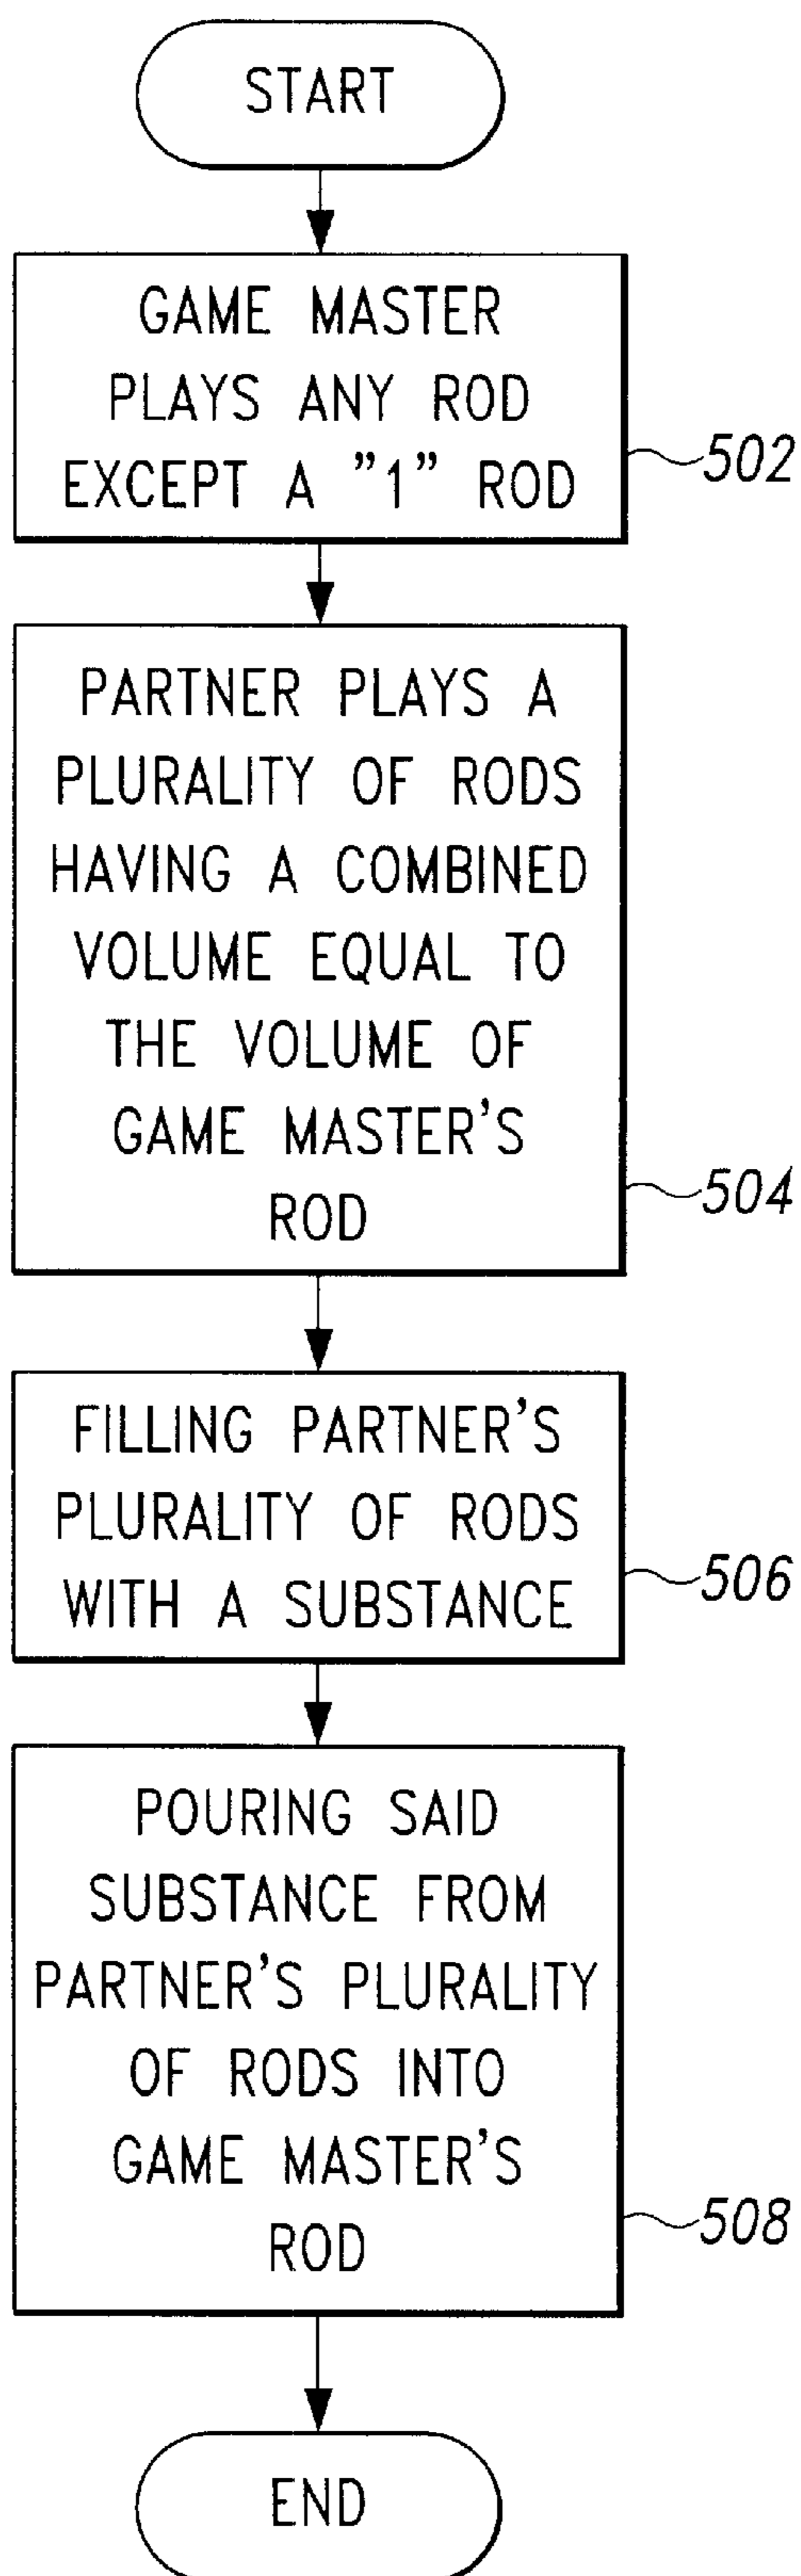 START
GAME MASTER
PLAYS ANY ROD
EXCEPT A "1" ROD
502
PARTNER PLAYS A
PLURALITY OF RODS
HAVING A COMBINED
VOLUME EQUAL TO
THE VOLUME OF
GAME MASTER'S
ROD
504
FILLING PARTNER'S
PLURALITY OF RODS
WITH A SUBSTANCE
506
POURING SAID
SUBSTANCE FROM
PARTNER'S PLURALITY
OF RODS INTO
GAME MASTER'S
ROD
508
END